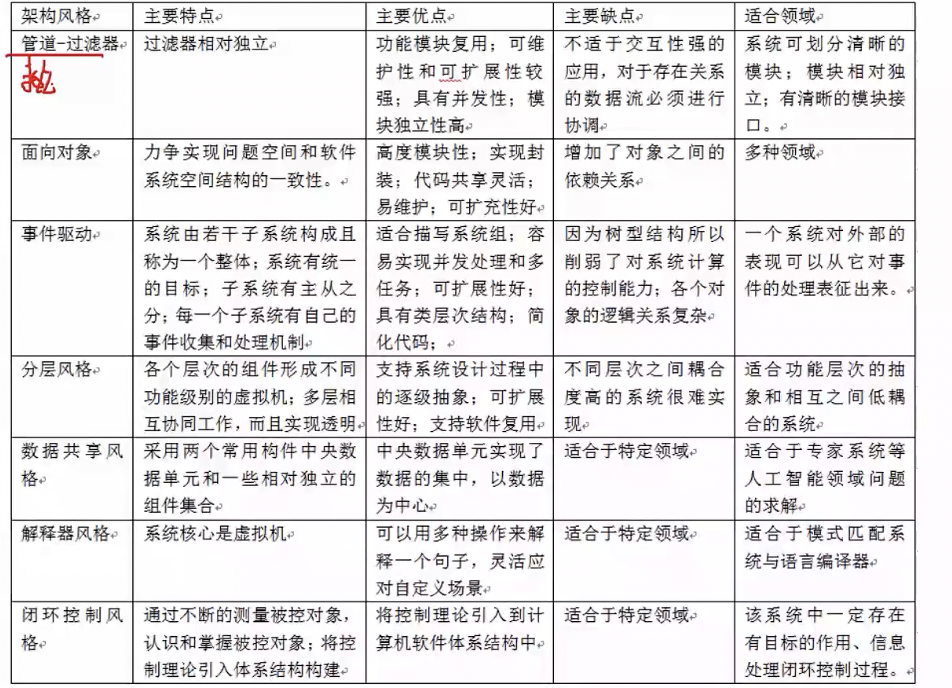 架构风格
主要特点
主要优点
主要缺点
适合领域
管道-过滤器
过滤器相对独立
功能模块复用；可维
护性和可扩展性较
强；具有并发性；模
块独立性高
不适于交互性强的
应用，对于存在关系
的数据流必须进行
协调
系统可划分清晰的
模块；模块相对独
立；有清晰的模块接
口。
面向对象
力争实现问题空间和软件
系统空间结构的一致性。
高度模块性；实现封
装；代码共享灵活；
易维护；可扩充性好
增加了对象之间的
依赖关系
多种领域
事件驱动
系统由若干子系统构成且
称为一个整体；系统有统一
的目标；子系统有主从之
分；每一个子系统有自己的
事件收集和处理机制
适合描写系统组；容
易实现并发处理和多
任务；可扩展性好；
具有类层次结构；简
化代码；
因为树型结构所以
削弱了对系统计算
的控制能力；各个对
象的逻辑关系复杂
一个系统对外部的
表现可以从它对事
件的处理表征出来。
分层风格
各个层次的组件形成不同
功能级别的虚拟机；多层相
互协同工作，而且实现透明
支持系统设计过程中
的逐级抽象；可扩展
性好；支持软件复用
不同层次之间耦合
度高的系统很难实
现
适合功能层次的抽
象和相互之间低耦
合的系统
数据共享风
格
采用两个常用构件中央数
据单元和一些相对独立的
组件集合
中央数据单元实现了
数据的集中，以数据
为中心
适合于特定领域
适合于专家系统等
人工智能领域问题
的求解
解释器风格
系统核心是虚拟机
可以用多种操作来解
释一个句子，灵活应
对自定义场景
适合于特定领域
适合于模式匹配系
统与语言编译器
闭环控制风
格
通过不断的测量被控对象，
认识和掌握被控对象；将控
制理论引入体系结构构建
将控制理论引入到计
算机软件体系结构中
适合于特定领域
该系统中一定存在
有目标的作用、信息
处理闭环控制过程。